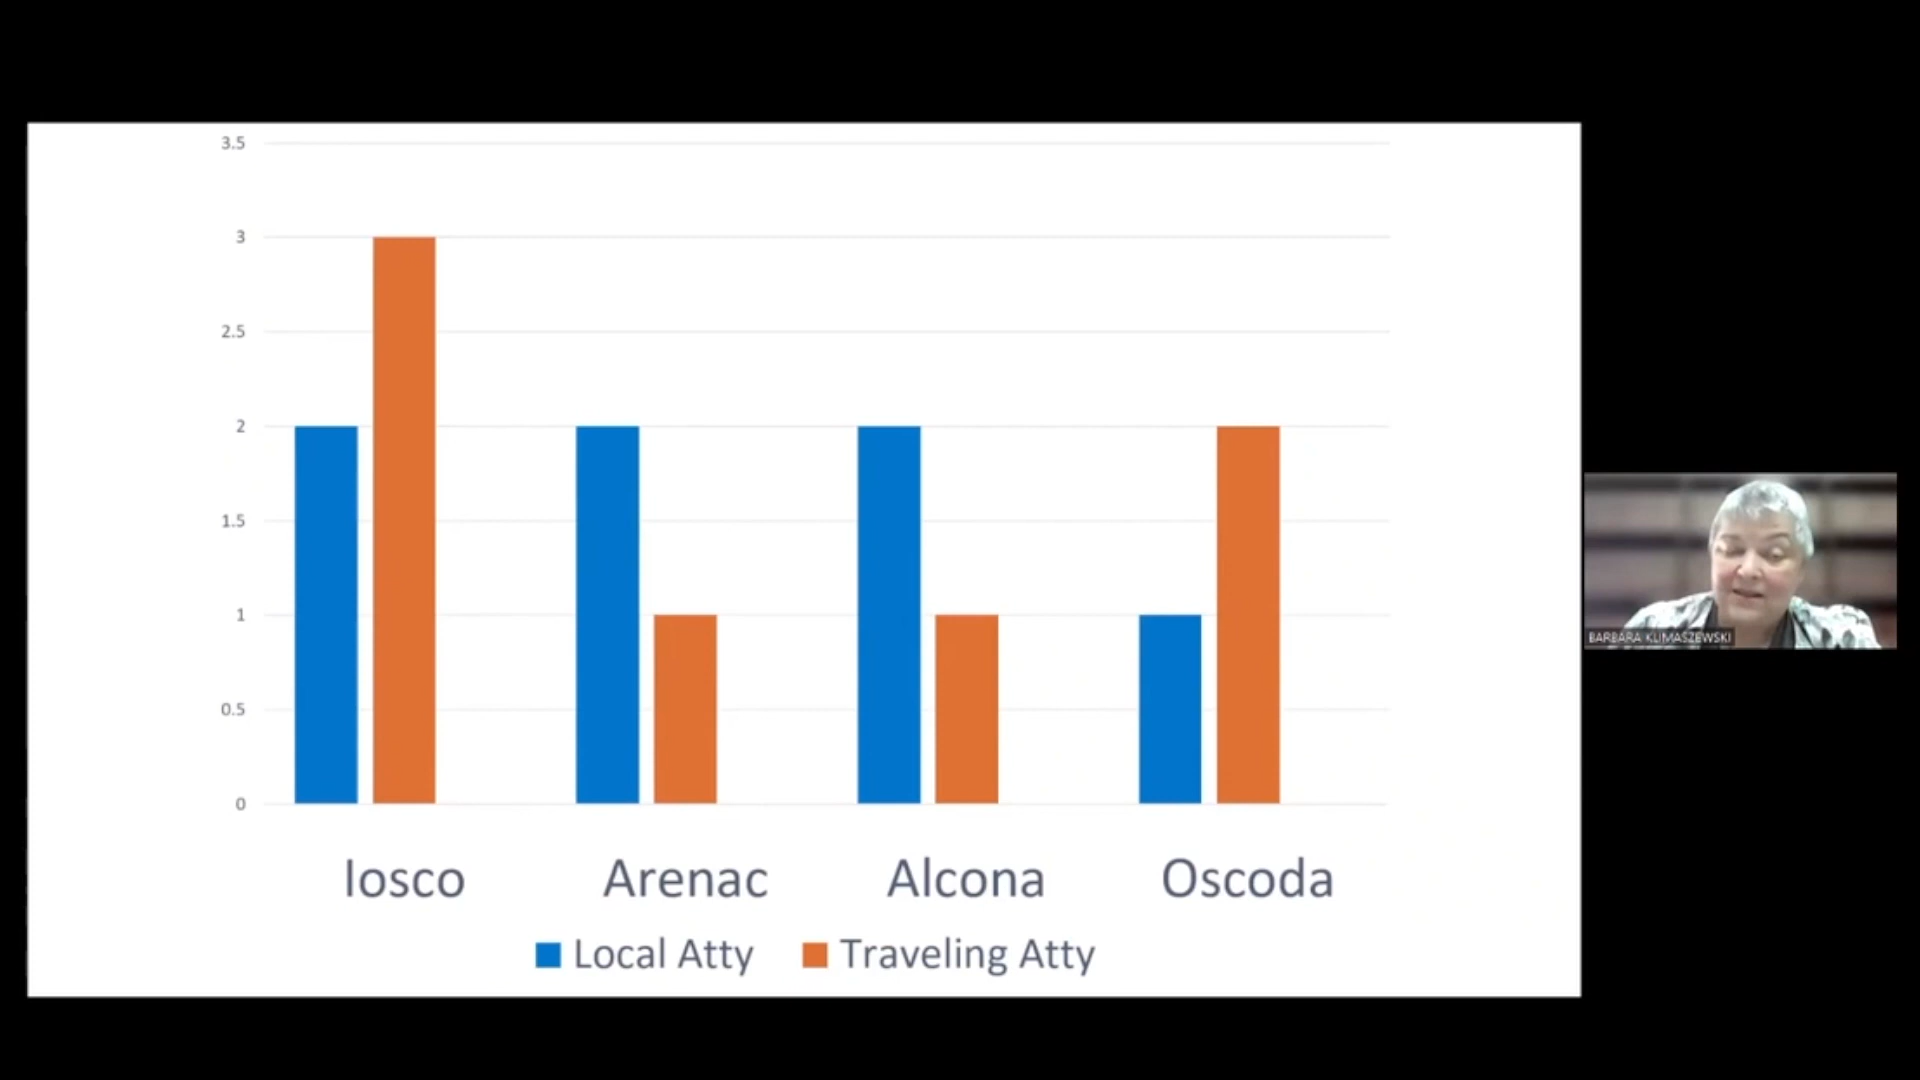 3.5
3
2.5
2
1.5
1
0.5
0
Iosco Arenac Alcona Oscoda
Local Atty Traveling Atty
BARBARA KLIMASZEWSKI